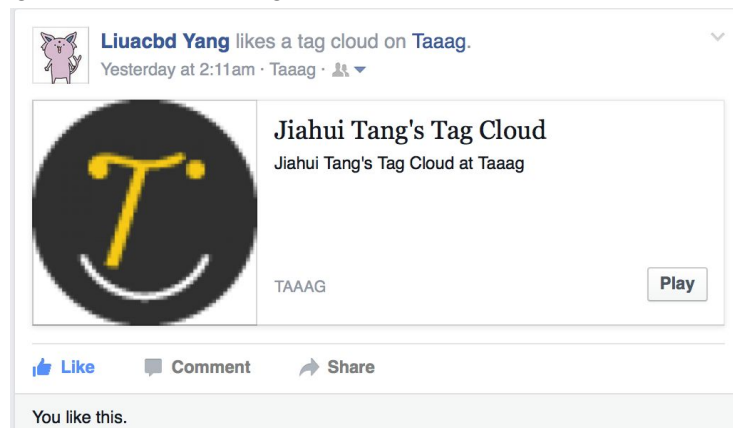 Liuacbd Yang likes a tag cloud on Taaag.
Yesterday at 2:11am · Taaag ·
Jiahui Tang's Tag Cloud
Jiahui Tang's Tag Cloud at Taaag
T
TAAAG
Play
Like Comment Share
You like this.